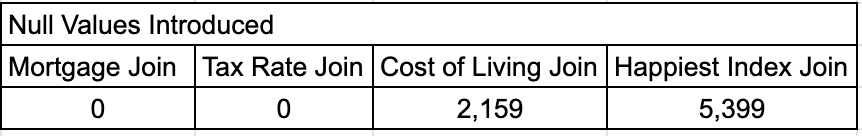 Null Values Introduced
Mortgage Join Tax Rate Join Cost of Living Join Happiest Index Join
0 0 2,159 5,399